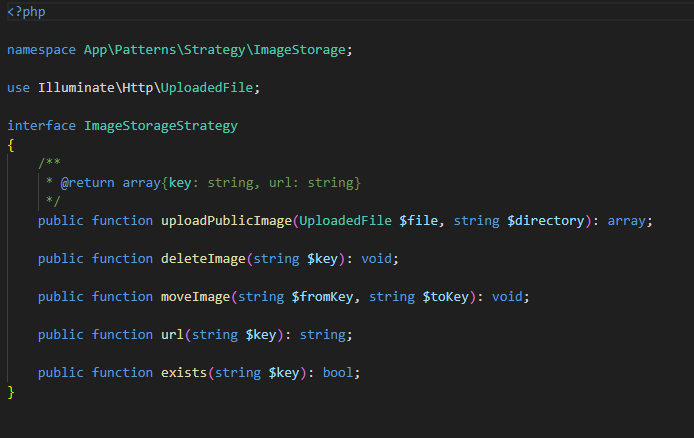 <?php
namespace App\Patterns\Strategy\ImageStorage;
use Illuminate\Http\UploadedFile;
interface ImageStorageStrategy
{
    /**
     * @return array{key: string, url: string}
     */
    public function uploadPublicImage(UploadedFile $file, string $directory): array;
    public function deleteImage(string $key): void;
    public function moveImage(string $fromKey, string $toKey): void;
    public function url(string $key): string;
    public function exists(string $key): bool;
}